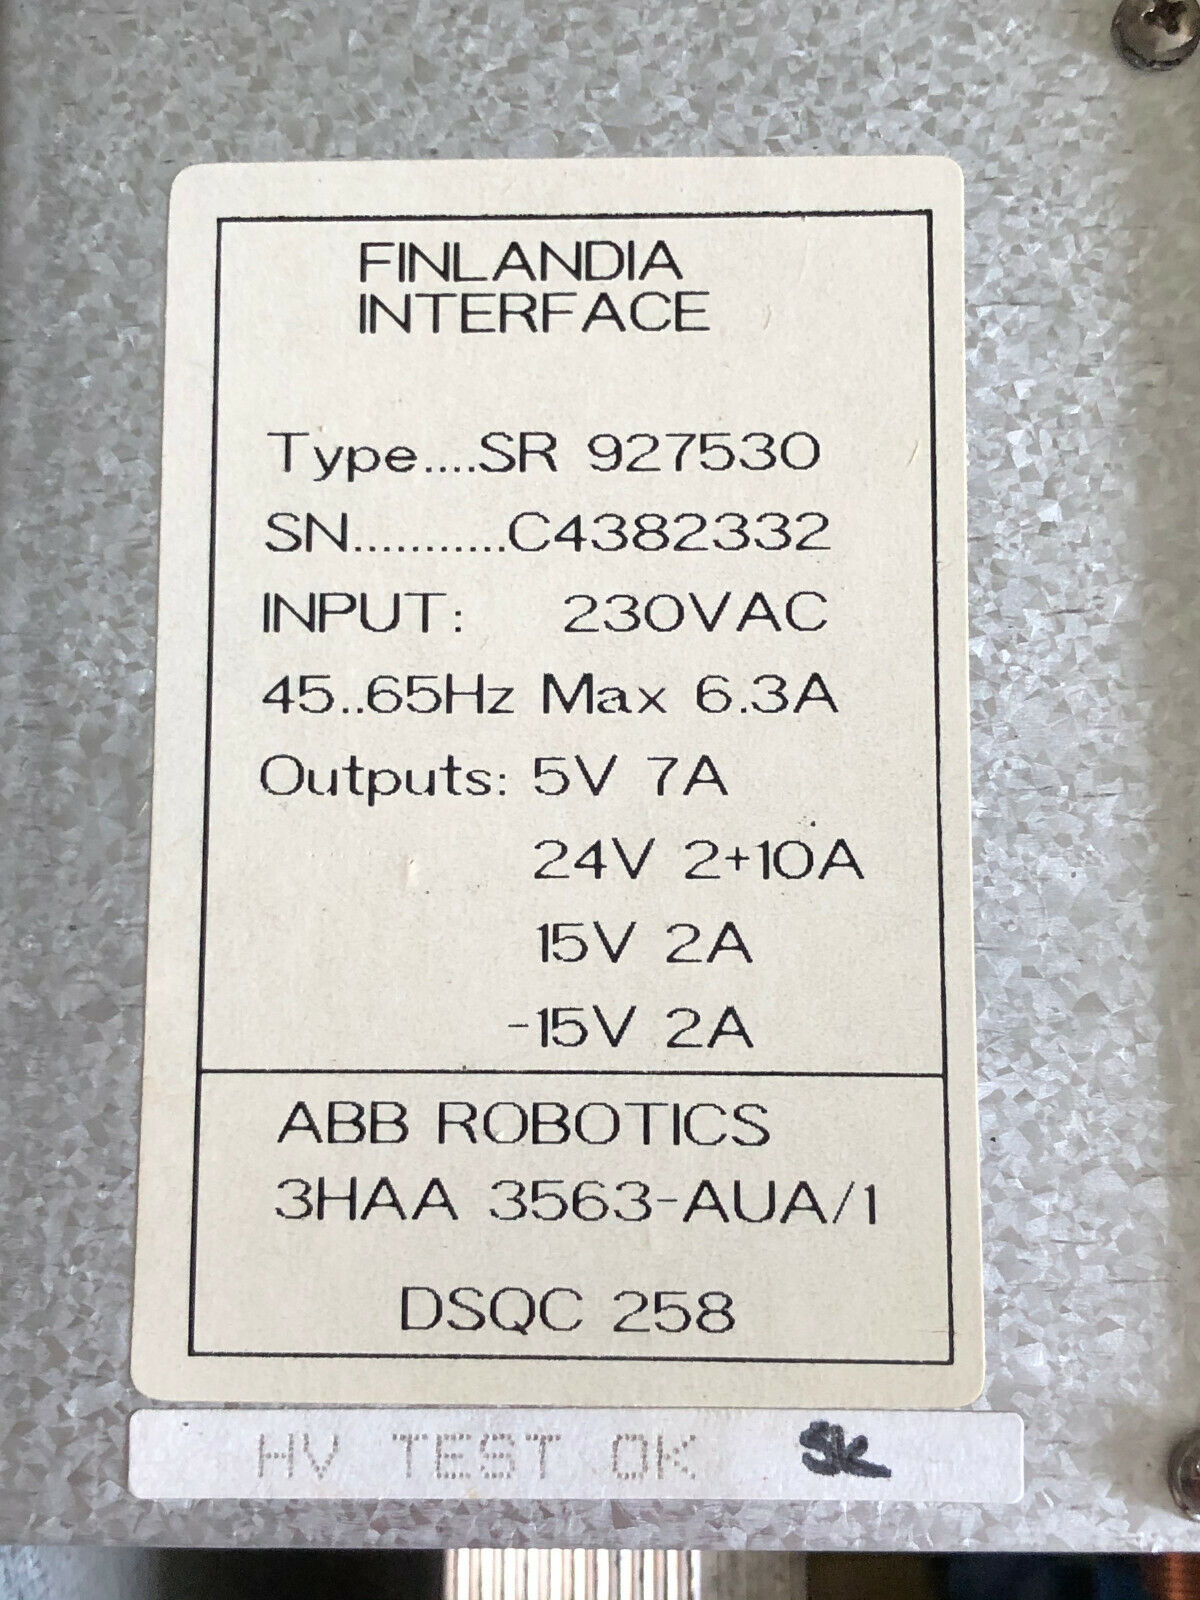 FINLANDIA
INTERFACE
Type....SR 927530
SN...........C4382332
INPUT: 230VAC
45..65Hz Max 6.3A
Outputs: 5V 7A
24V 2+10A
15V 2A
-15V 2A
ABB ROBOTICS
3HAA 3563-AUA/1
DSQC 258
HV TEST OK SK